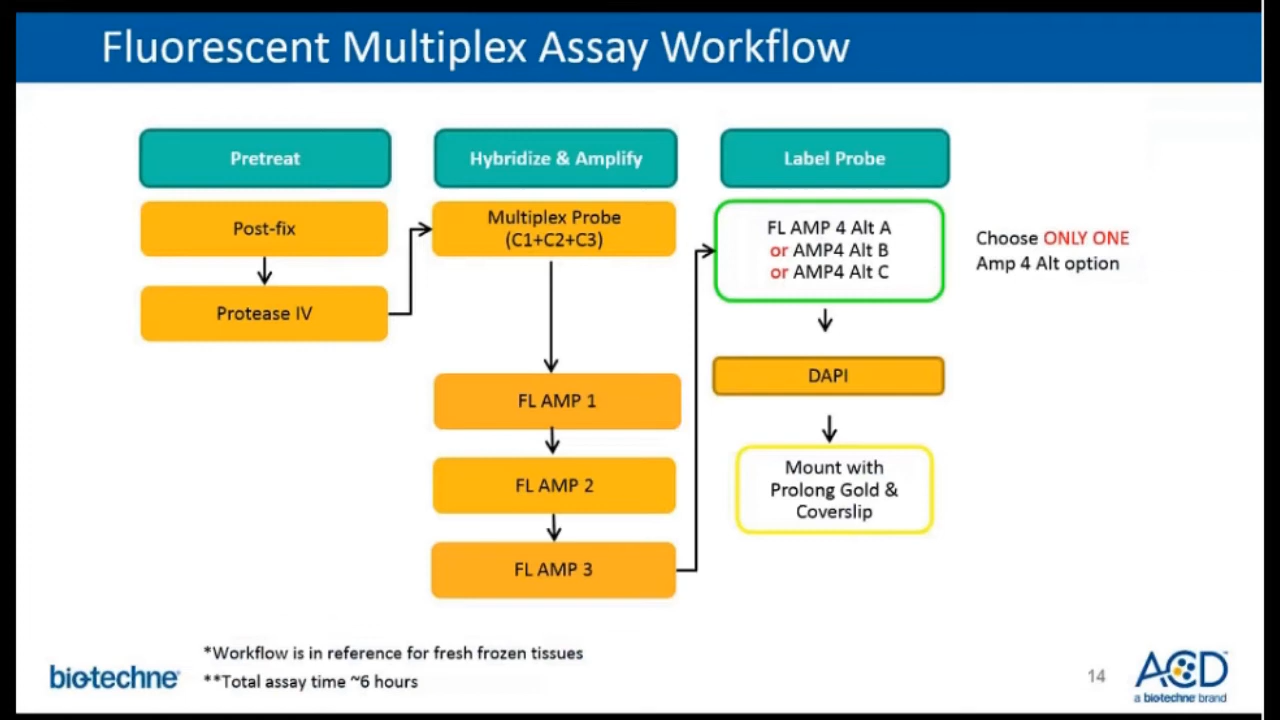 Fluorescent Multiplex Assay Workflow
Pretreat
Post-fix
Protease IV
Hybridize & Amplify
Multiplex Probe
(C1+C2+C3)
FL AMP 1
FL AMP 2
FL AMP 3
Label Probe
FL AMP 4 Alt A
or AMP4 Alt B
or AMP4 Alt C
Choose ONLY ONE
Amp 4 Alt option
DAPI
Mount with
Prolong Gold &
Coverslip
*Workflow is in reference for fresh frozen tissues
**Total assay time ~6 hours
biotechne
14
ACD
a biotechne brand